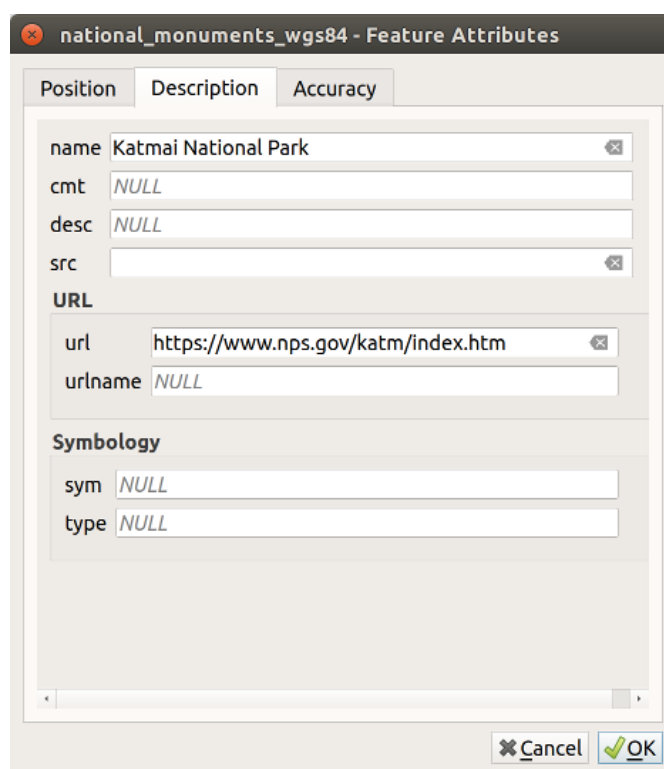 national_monuments_wgs84 - Feature Attributes
Position Description Accuracy
name Katmai National Park
cmt NULL
desc NULL
src
URL
url https://www.nps.gov/katm/index.htm
urlname NULL
Symbology
sym NULL
type NULL
Cancel OK